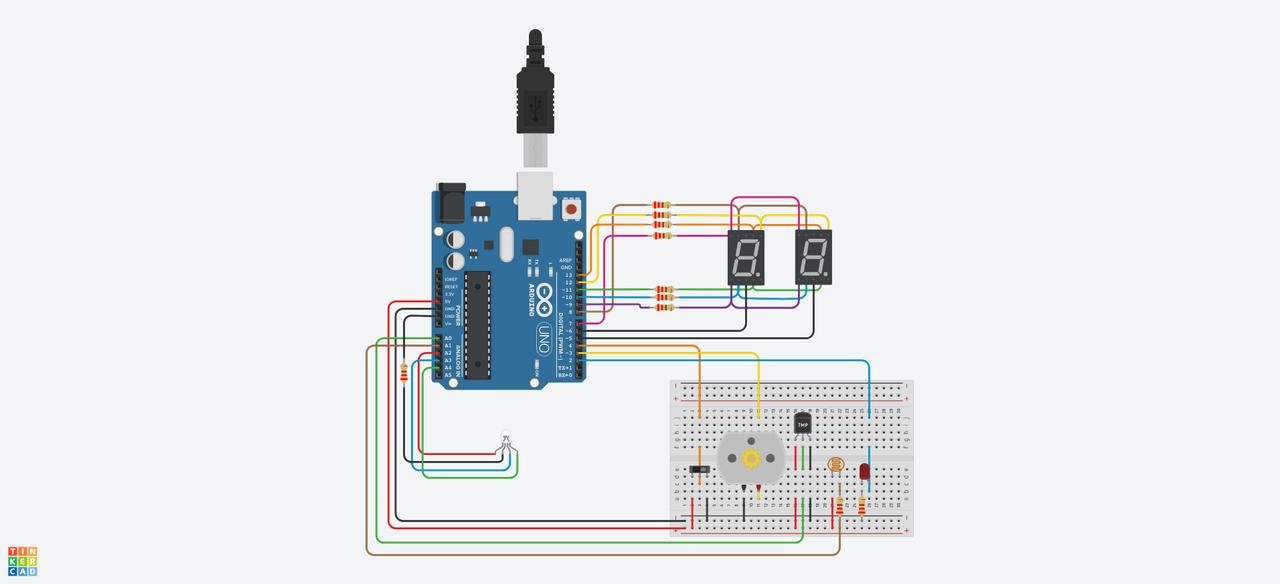 AREF
GND
13
12
~11
~10
~9
8
7
~6
~5
4
~3
2
TX→1
RX←0
DIGITAL (PWM~)
IOREF
RESET
3.3V
5V
GND
GND
Vin
POWER
A0
A1
A2
A3
A4
A5
ANALOG IN
RX
TX
L
ARDUINO
UNO
ON
TMP
TIN
KER
CAD